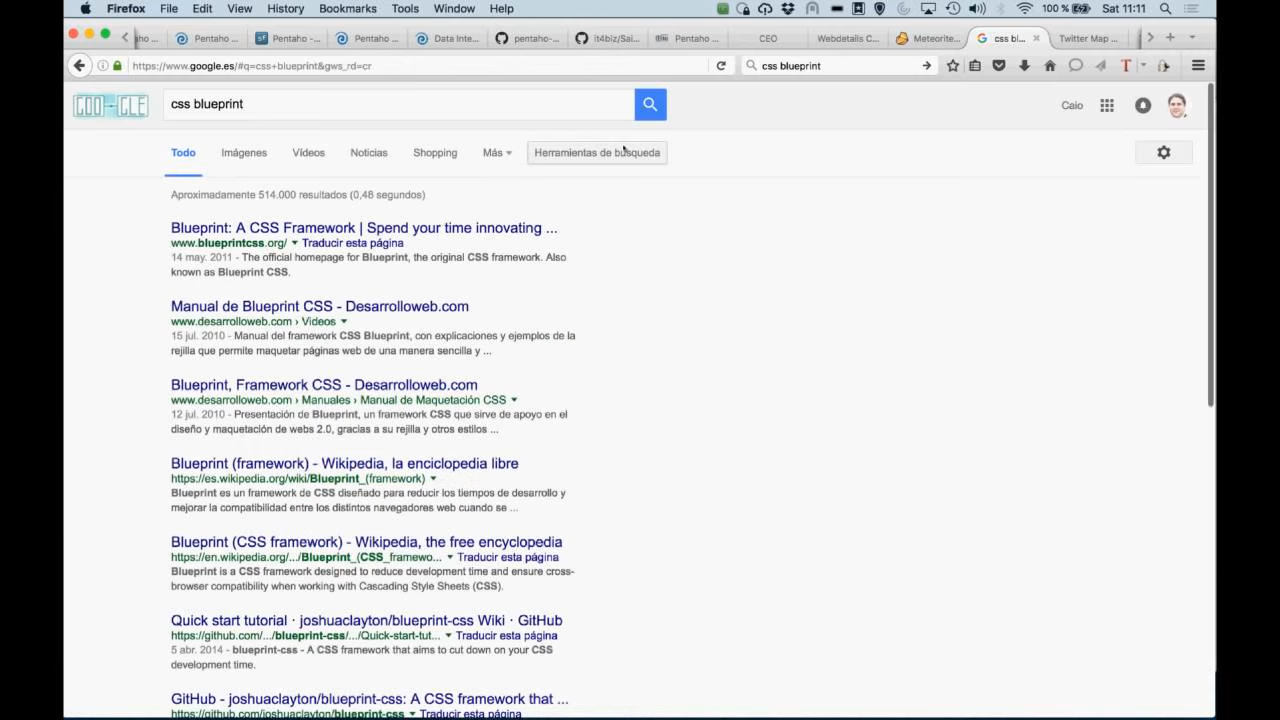 Firefox File Edit View History Bookmarks Tools Window Help 100 % Sat 11:11
ho ... Pentaho ... Pentaho -... Pentaho ... Data Inte... pentaho-... it4biz/Sai... Pentaho ... CEO Webdetails C... Meteorite... css bl... Twitter Map ...
https://www.google.es/#q=css+blueprint&gws_rd=cr css blueprint
GOO-GLE css blueprint Caio
Todo Imágenes Vídeos Noticias Shopping Más Herramientas de búsqueda
Aproximadamente 514.000 resultados (0,48 segundos)
Blueprint: A CSS Framework | Spend your time innovating ...
www.blueprintcss.org/ Traducir esta página
14 may. 2011 - The official homepage for Blueprint, the original CSS framework. Also
known as Blueprint CSS.
Manual de Blueprint CSS - Desarrolloweb.com
www.desarrolloweb.com › Videos
15 jul. 2010 - Manual del framework CSS Blueprint, con explicaciones y ejemplos de la
rejilla que permite maquetar páginas web de una manera sencilla y ...
Blueprint, Framework CSS - Desarrolloweb.com
www.desarrolloweb.com › Manuales › Manual de Maquetación CSS
12 jul. 2010 - Presentación de Blueprint, un framework CSS que sirve de apoyo en el
diseño y maquetación de webs 2.0, gracias a su rejilla y otros estilos ...
Blueprint (framework) - Wikipedia, la enciclopedia libre
https://es.wikipedia.org/wiki/Blueprint_(framework)
Blueprint es un framework de CSS diseñado para reducir los tiempos de desarrollo y
mejorar la compatibilidad entre los distintos navegadores web cuando se ...
Blueprint (CSS framework) - Wikipedia, the free encyclopedia
https://en.wikipedia.org/.../Blueprint_(CSS_framewo... Traducir esta página
Blueprint is a CSS framework designed to reduce development time and ensure cross-
browser compatibility when working with Cascading Style Sheets (CSS).
Quick start tutorial · joshuaclayton/blueprint-css Wiki · GitHub
https://github.com/.../blueprint-css/.../Quick-start-tut... Traducir esta página
5 abr. 2014 - blueprint-css - A CSS framework that aims to cut down on your CSS
development time.
GitHub - joshuaclayton/blueprint-css: A CSS framework that ...
https://github.com/joshuaclayton/blueprint-css Traducir esta página